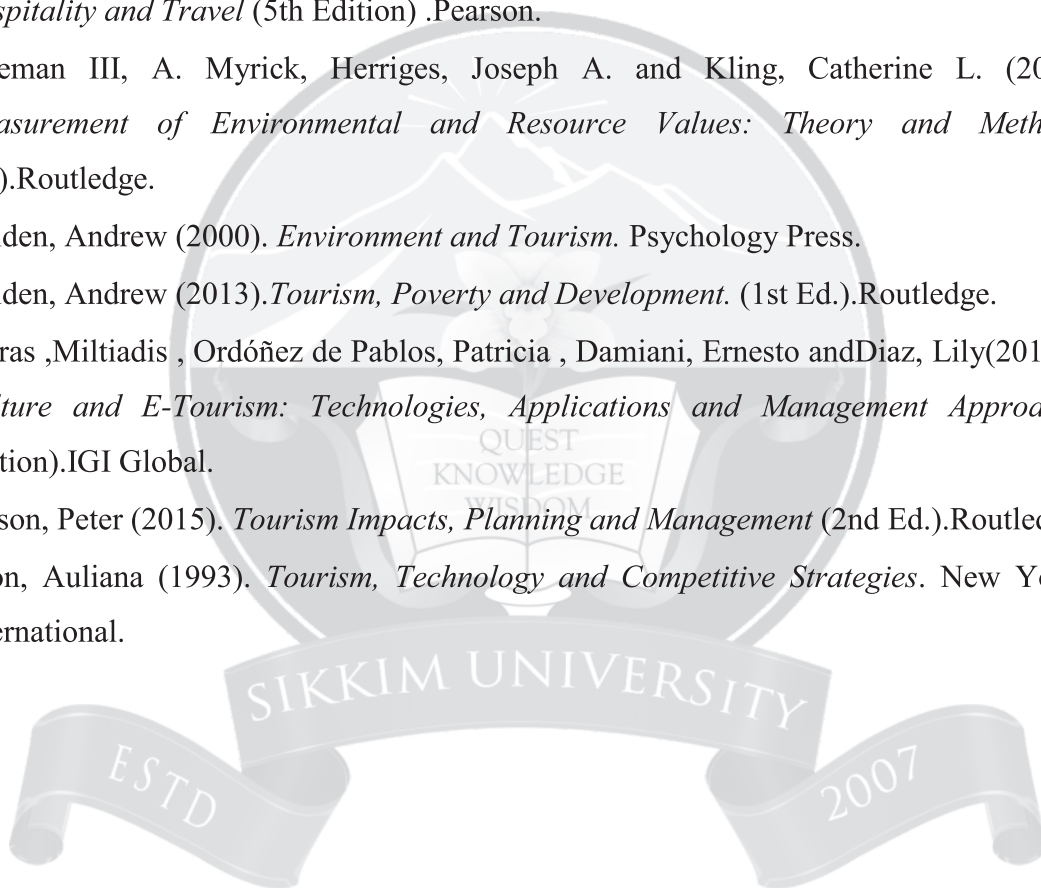 spitality and Travel (5th Edition) .Pearson.
eman III, A. Myrick, Herriges, Joseph A. and Kling, Catherine L. (20
asurement of Environmental and Resource Values: Theory and Meth
).Routledge.
den, Andrew (2000). Environment and Tourism. Psychology Press.
den, Andrew (2013).Tourism, Poverty and Development. (1st Ed.).Routledge.
ras ,Miltiadis , Ordóñez de Pablos, Patricia , Damiani, Ernesto andDiaz, Lily(201
ture and E-Tourism: Technologies, Applications and Management Approa
tion).IGI Global.
son, Peter (2015). Tourism Impacts, Planning and Management (2nd Ed.).Routled
on, Auliana (1993). Tourism, Technology and Competitive Strategies. New Yo
ernational.
QUEST
KNOWLEDGE
WISDOM
SIKKIM UNIVERSITY
ESTD
2007